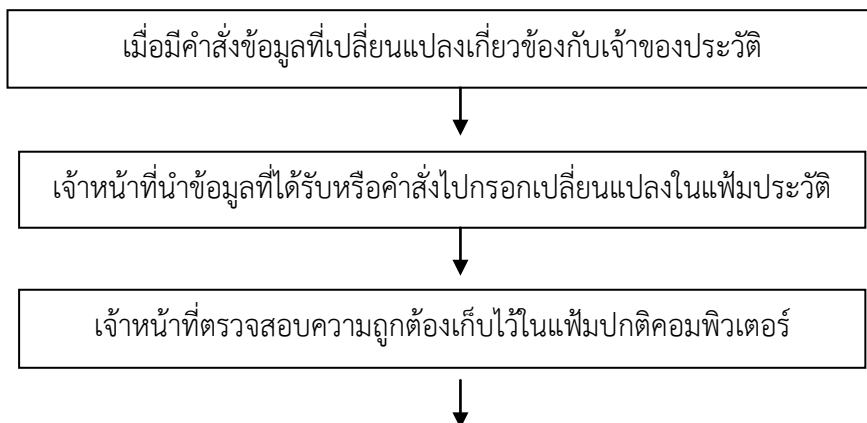 เมื่อมีคำสั่งข้อมูลที่เปลี่ยนแปลงเกี่ยวข้องกับเจ้าของประวัติ
เจ้าหน้าที่นำข้อมูลที่ได้รับหรือคำสั่งไปกรอกเปลี่ยนแปลงในแฟ้มประวัติ
เจ้าหน้าที่ตรวจสอบความถูกต้องเก็บไว้ในแฟ้มปกติคอมพิวเตอร์